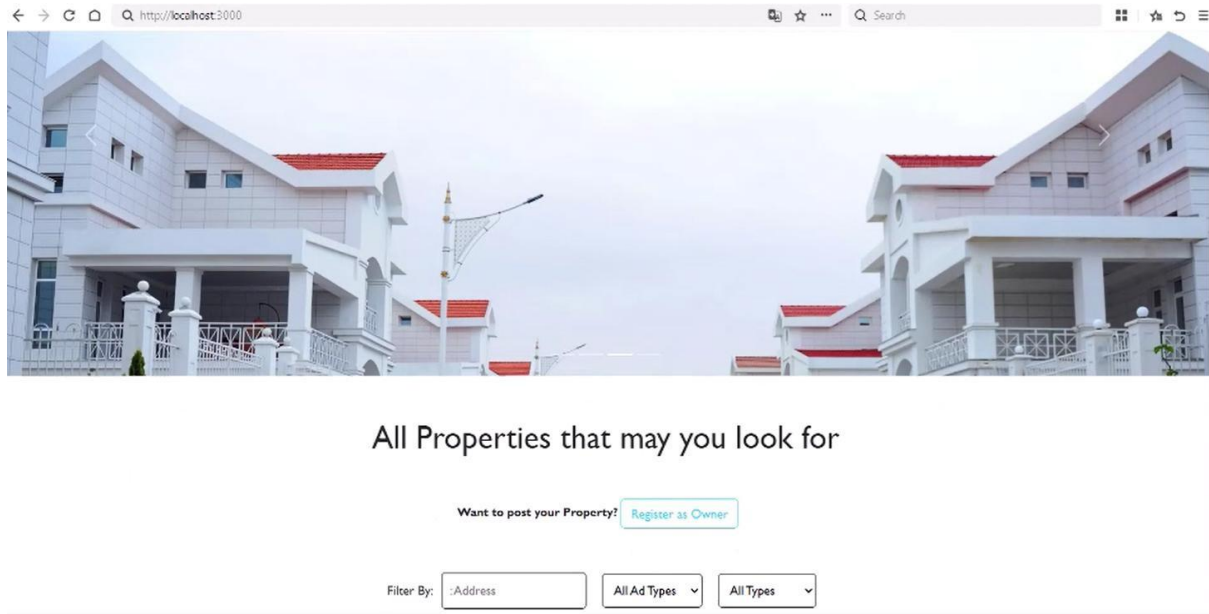 http://localhost:3000
Search
All Properties that may you look for
Want to post your Property? Register as Owner
Filter By: :Address All Ad Types All Types